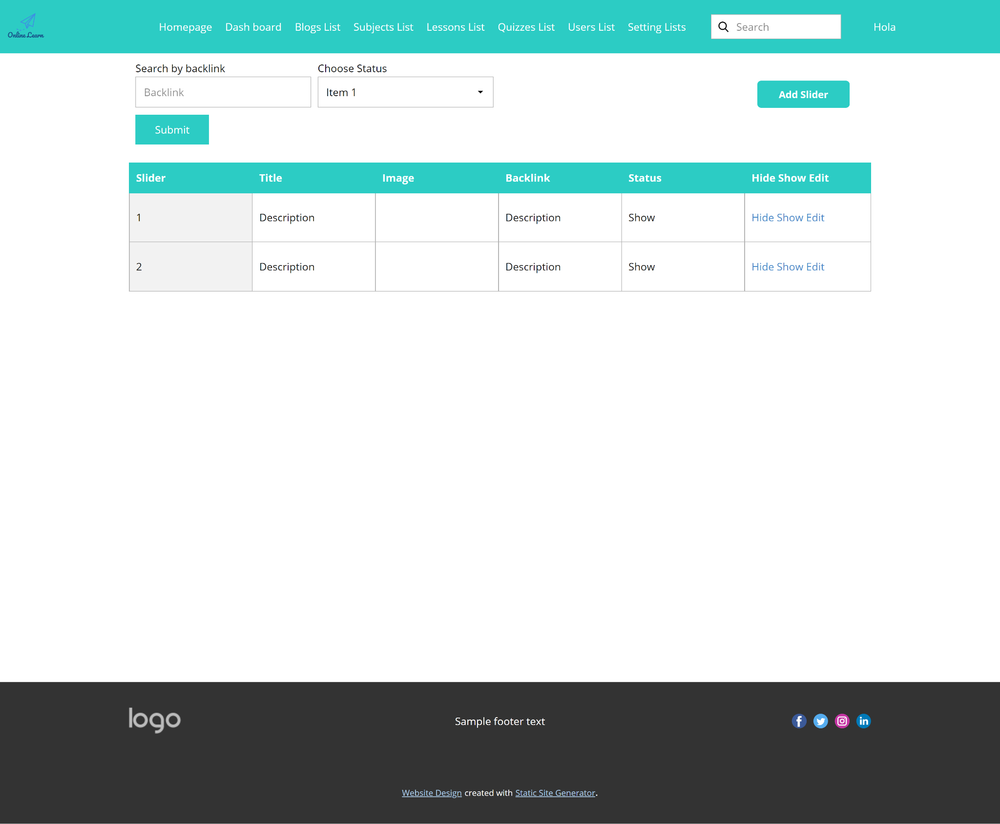 Online Learn
Homepage Dash board Blogs List Subjects List Lessons List Quizzes List Users List Setting Lists Search Hola
Search by backlink Choose Status
Backlink Item 1 Add Slider
Submit
Slider Title Image Backlink Status Hide Show Edit
1 Description Description Show Hide Show Edit
2 Description Description Show Hide Show Edit
logo Sample footer text
Website Design created with Static Site Generator.